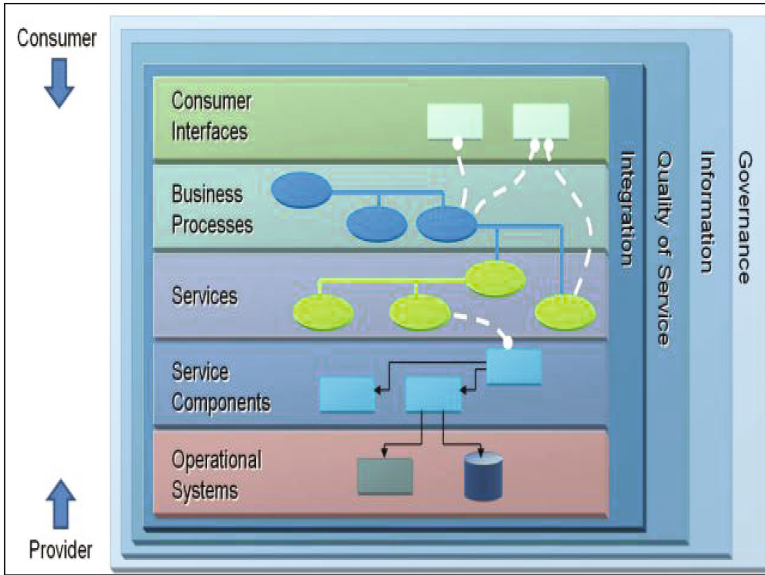 Consumer
Consumer
Interfaces
Business
Processes
Services
Service
Components
Operational
Systems
Provider
Integration
Quality of Service
Information
Governance